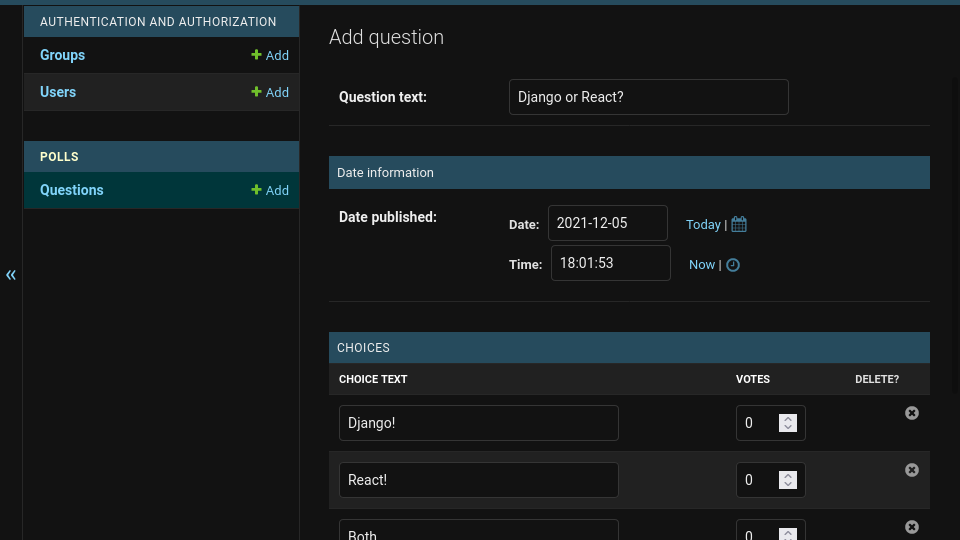 AUTHENTICATION AND AUTHORIZATION
Groups
+ Add
Users
+ Add
POLLS
Questions
+ Add
«
Add question
Question text:
Django or React?
Date information
Date published:
Date:
2021-12-05
Today |
Time:
18:01:53
Now |
CHOICES
CHOICE TEXT VOTES DELETE?
Django! 0
React! 0
Both 0